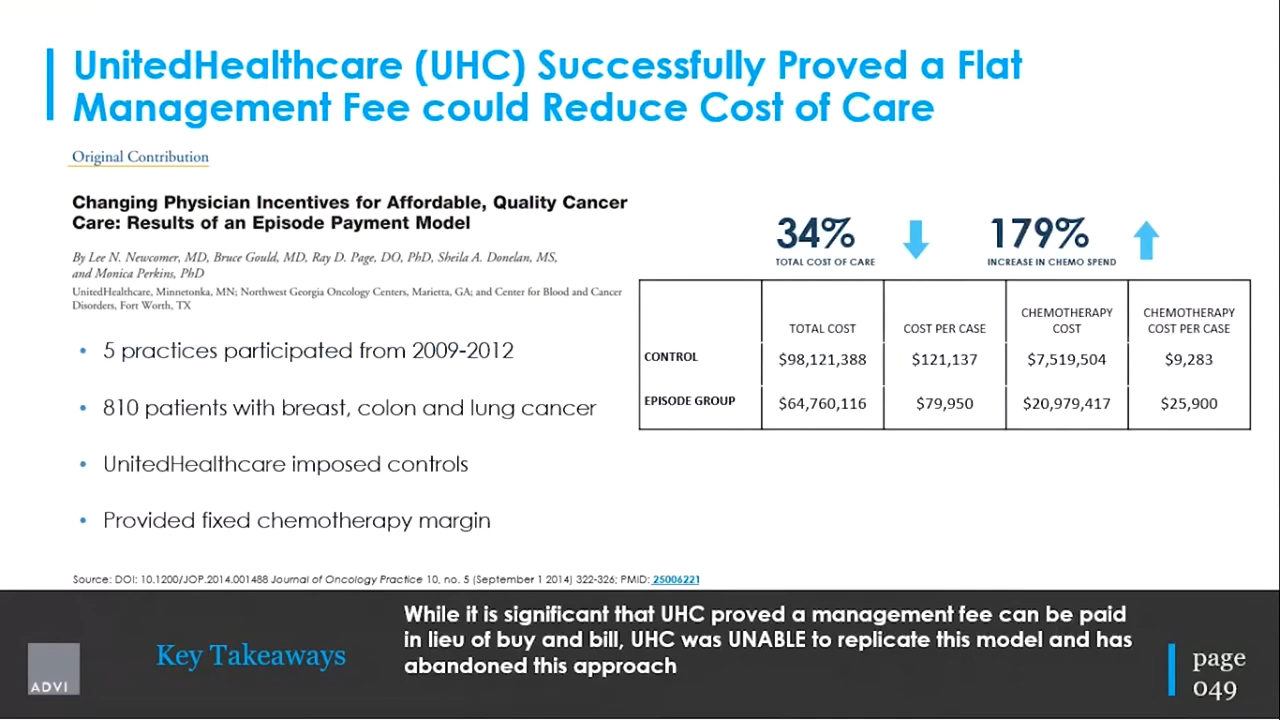 UnitedHealthcare (UHC) Successfully Proved a Flat
Management Fee could Reduce Cost of Care
Original Contribution
Changing Physician Incentives for Affordable, Quality Cancer
Care: Results of an Episode Payment Model
By Lee N. Newcomer, MD, Bruce Gould, MD, Ray D. Page, DO, PhD, Sheila A. Donelan, MS,
and Monica Perkins, PhD
UnitedHealthcare, Minnetonka, MN; Northwest Georgia Oncology Centers, Marietta, GA; and Center for Blood and Cancer
Disorders, Fort Worth, TX
• 5 practices participated from 2009-2012
• 810 patients with breast, colon and lung cancer
• UnitedHealthcare imposed controls
• Provided fixed chemotherapy margin
34% 179%
TOTAL COST OF CARE INCREASE IN CHEMO SPEND
TOTAL COST COST PER CASE CHEMOTHERAPY COST CHEMOTHERAPY COST PER CASE
CONTROL $98,121,388 $121,137 $7,519,504 $9,283
EPISODE GROUP $64,760,116 $79,950 $20,979,417 $25,900
Source: DOI: 10.1200/JOP.2014.001488 Journal of Oncology Practice 10, no. 5 (September 1 2014) 322-326; PMID: 25006221
ADVI
Key Takeaways
While it is significant that UHC proved a management fee can be paid
in lieu of buy and bill, UHC was UNABLE to replicate this model and has
abandoned this approach
page
049